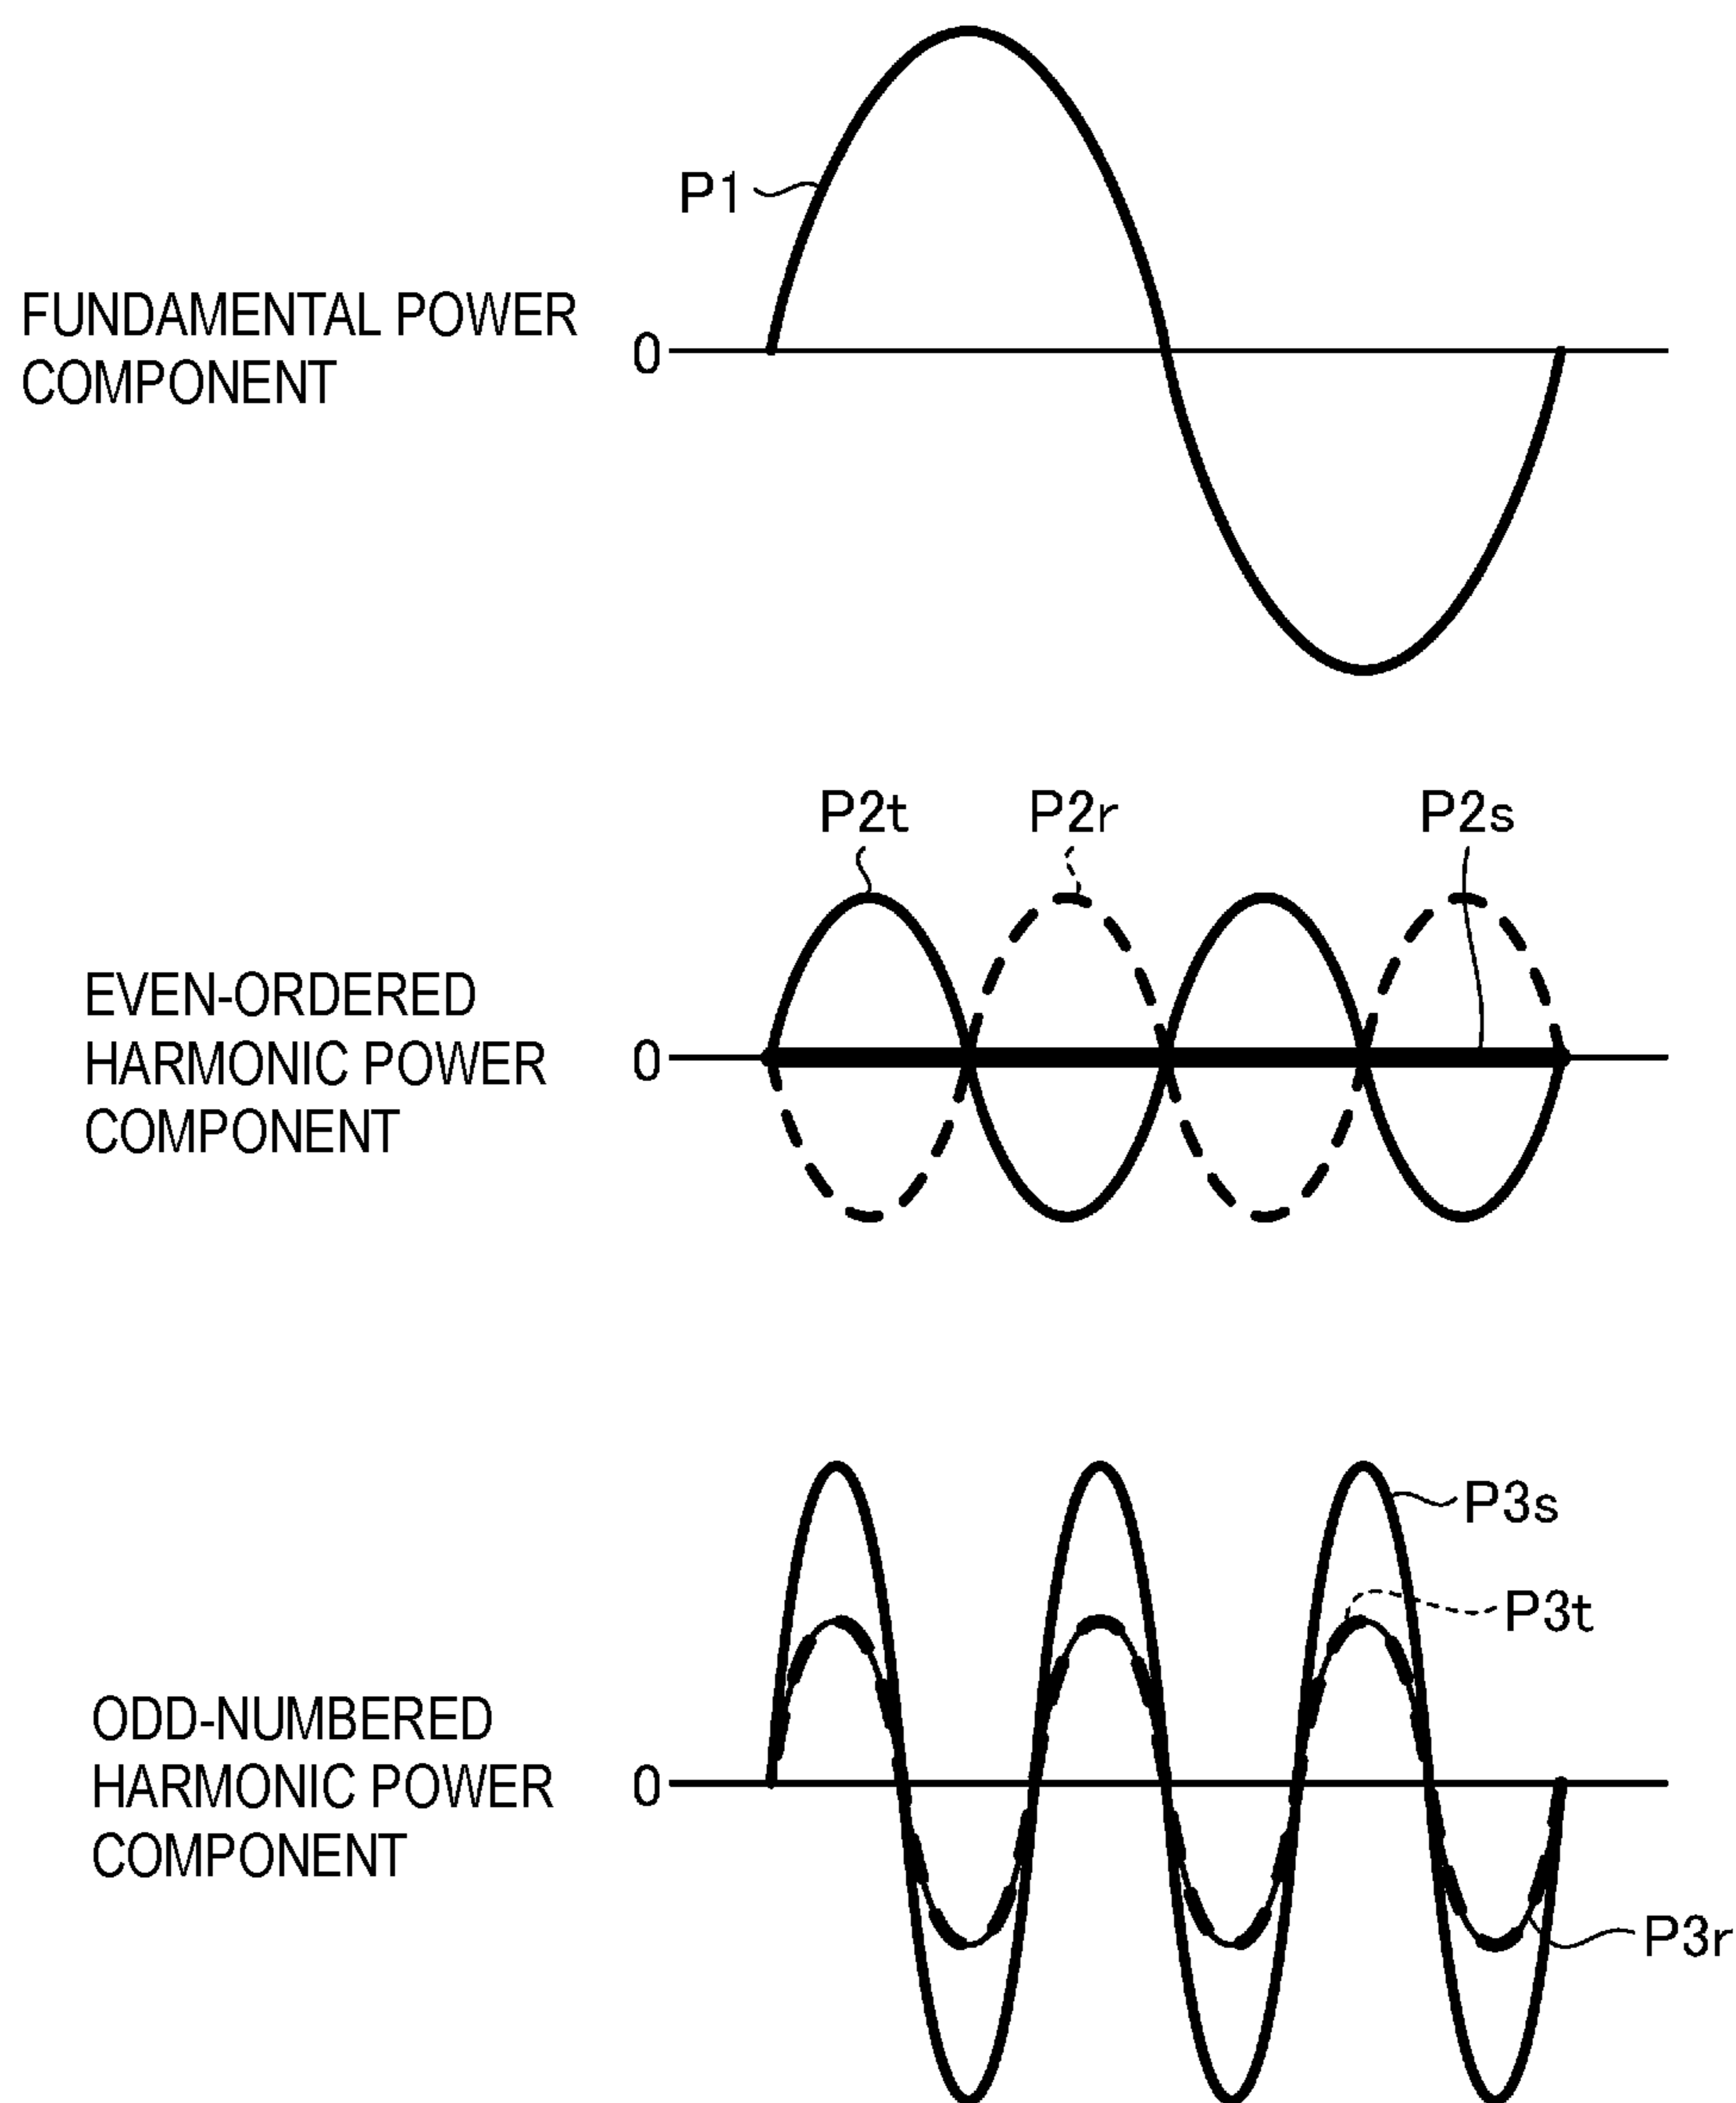 P1
FUNDAMENTAL POWER
COMPONENT
0
P2t P2r P2s
EVEN-ORDERED
HARMONIC POWER
COMPONENT
0
P3s
P3t
ODD-NUMBERED
HARMONIC POWER
COMPONENT
0
P3r